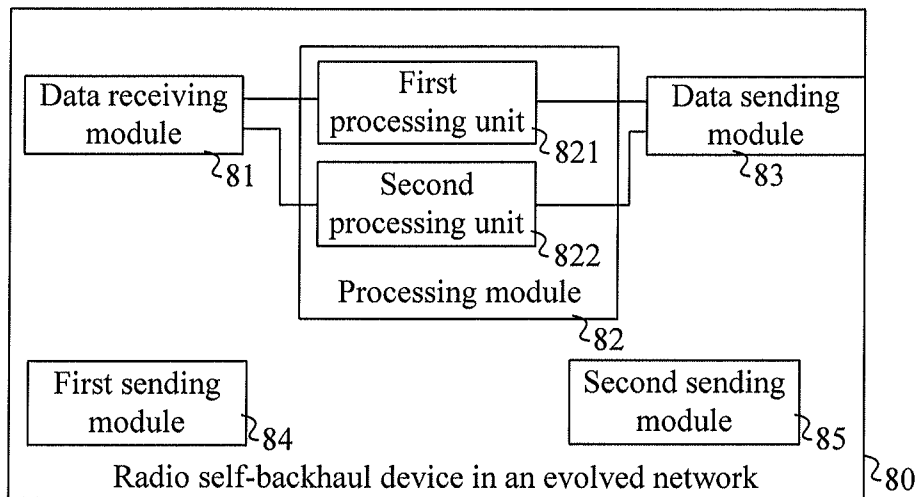 Data receiving
module
81
First
processing unit
821
Second
processing unit
822
Processing module
82
Data sending
module
83
First sending
module
84
Second sending
module
85
Radio self-backhaul device in an evolved network
80